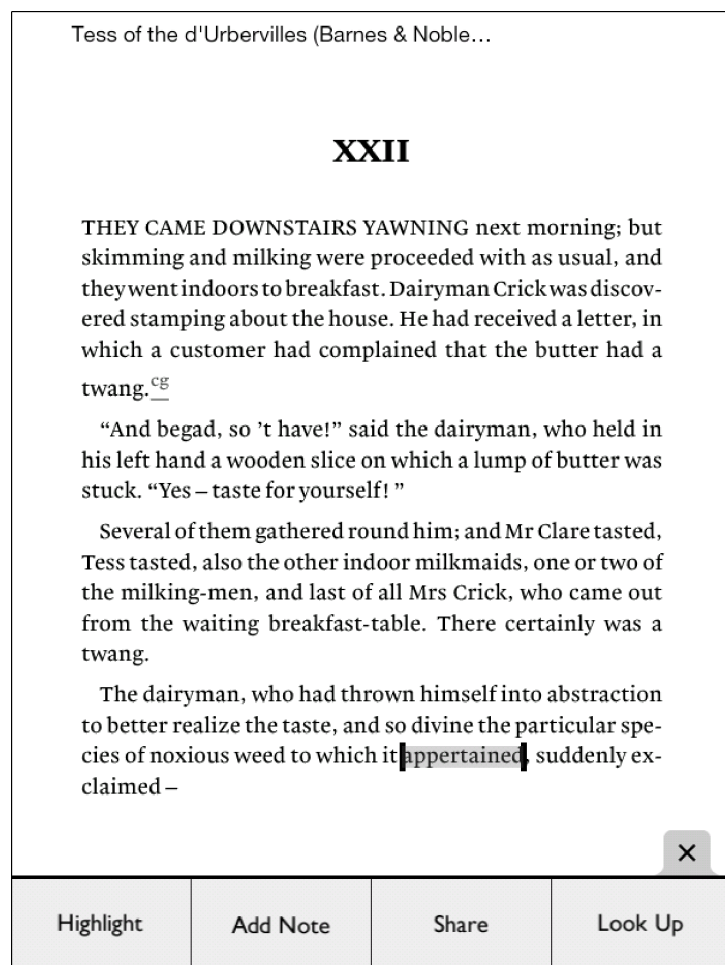 Tess of the d'Urbervilles (Barnes & Noble…
XXII
THEY CAME DOWNSTAIRS YAWNING next morning; but
skimming and milking were proceeded with as usual, and
they went indoors to breakfast. Dairyman Crick was discov-
ered stamping about the house. He had received a letter, in
which a customer had complained that the butter had a
twang.cg
“And begad, so ’t have!” said the dairyman, who held in
his left hand a wooden slice on which a lump of butter was
stuck. “Yes – taste for yourself! ”
Several of them gathered round him; and Mr Clare tasted,
Tess tasted, also the other indoor milkmaids, one or two of
the milking-men, and last of all Mrs Crick, who came out
from the waiting breakfast-table. There certainly was a
twang.
The dairyman, who had thrown himself into abstraction
to better realize the taste, and so divine the particular spe-
cies of noxious weed to which it appertained, suddenly ex-
claimed –
×
Highlight
Add Note
Share
Look Up